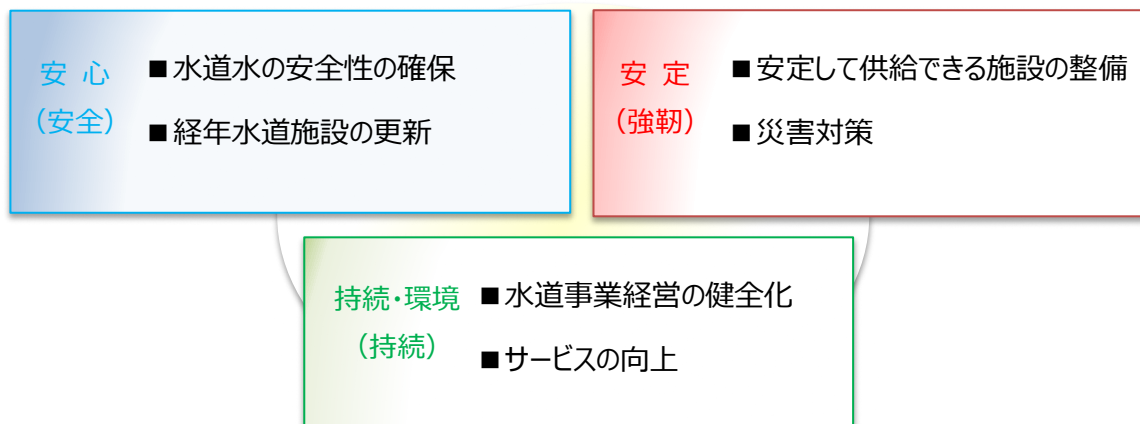 安 心
(安全)
■水道水の安全性の確保
■経年水道施設の更新
安 定
(強靭)
■安定して供給できる施設の整備
■災害対策
持続・環境
(持続)
■水道事業経営の健全化
■サービスの向上